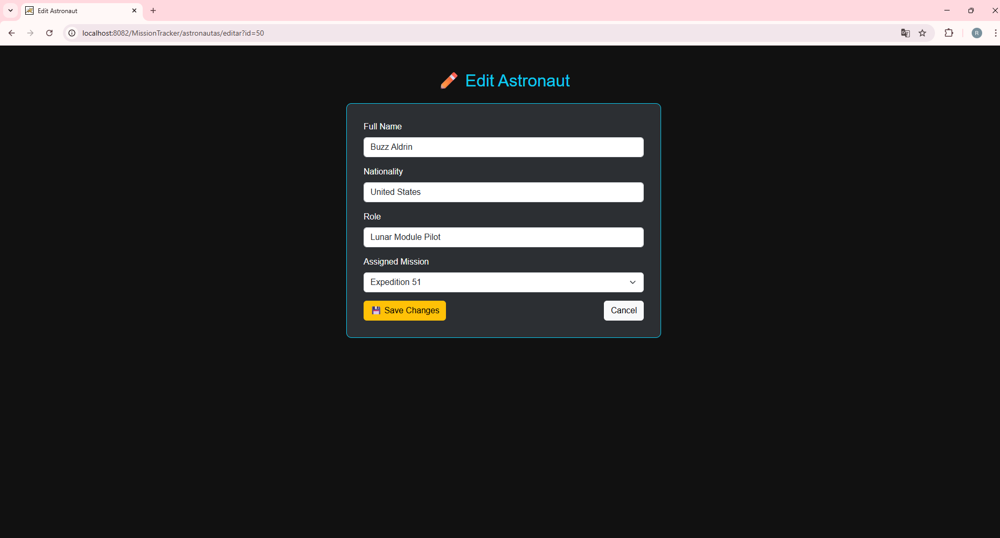 Edit Astronaut
localhost:8082/MissionTracker/astronautas/editar?id=50
R
Edit Astronaut
Full Name
Buzz Aldrin
Nationality
United States
Role
Lunar Module Pilot
Assigned Mission
Expedition 51
Save Changes
Cancel